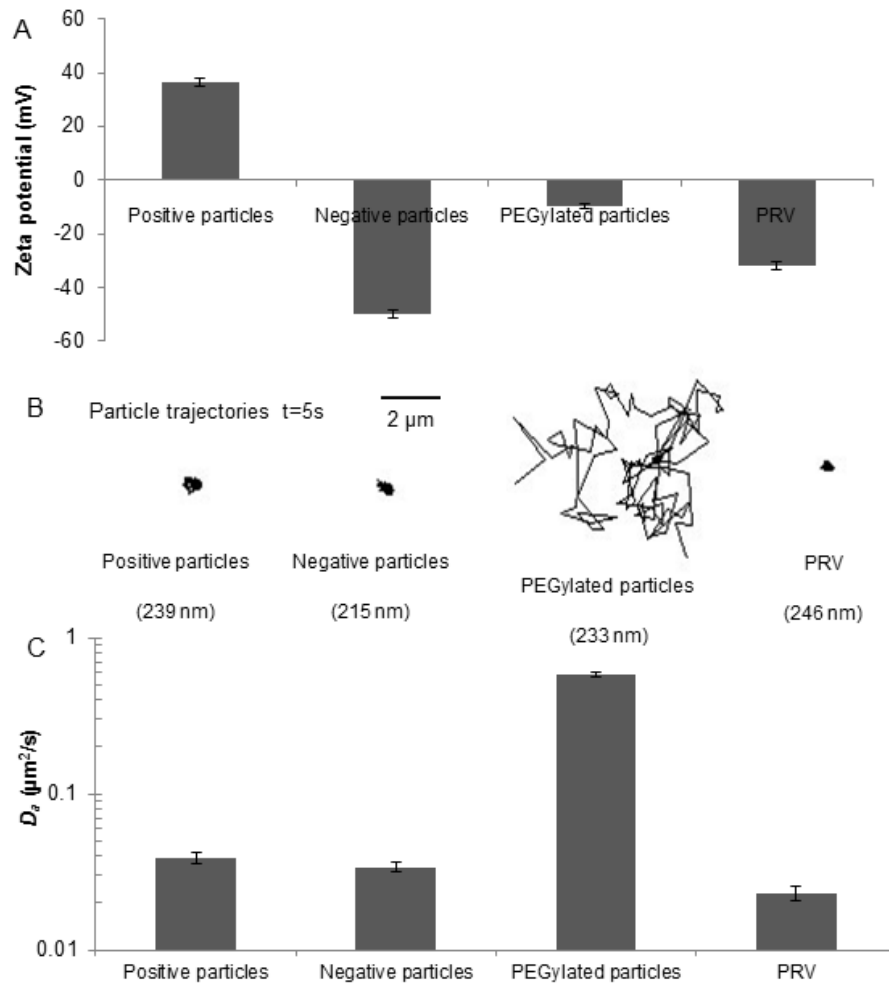 A
60
40
20
0
-20
-40
-60
Zeta potential (mV)
Positive particles Negative particles PEGylated particles PRV
B Particle trajectories t=5s 2 µm
Positive particles Negative particles PEGylated particles PRV
(239 nm) (215 nm) (233 nm) (246 nm)
C
1
0.1
0.01
Da (µm²/s)
Positive particles Negative particles PEGylated particles PRV